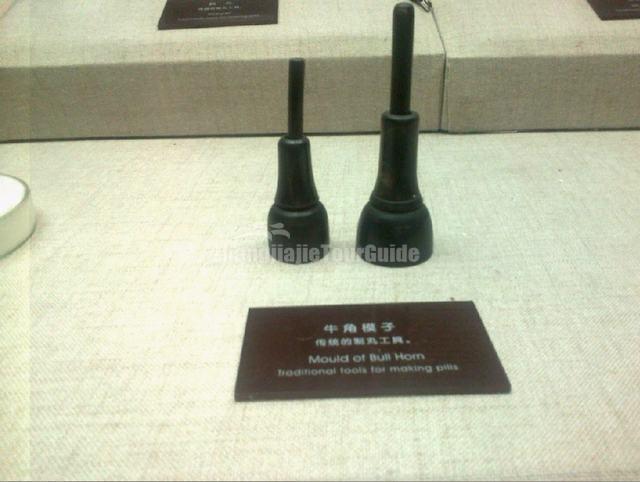 牛角模子
传统的制丸工具。
Mould of Bull Horn
Traditional tools for making pills
TourGuide